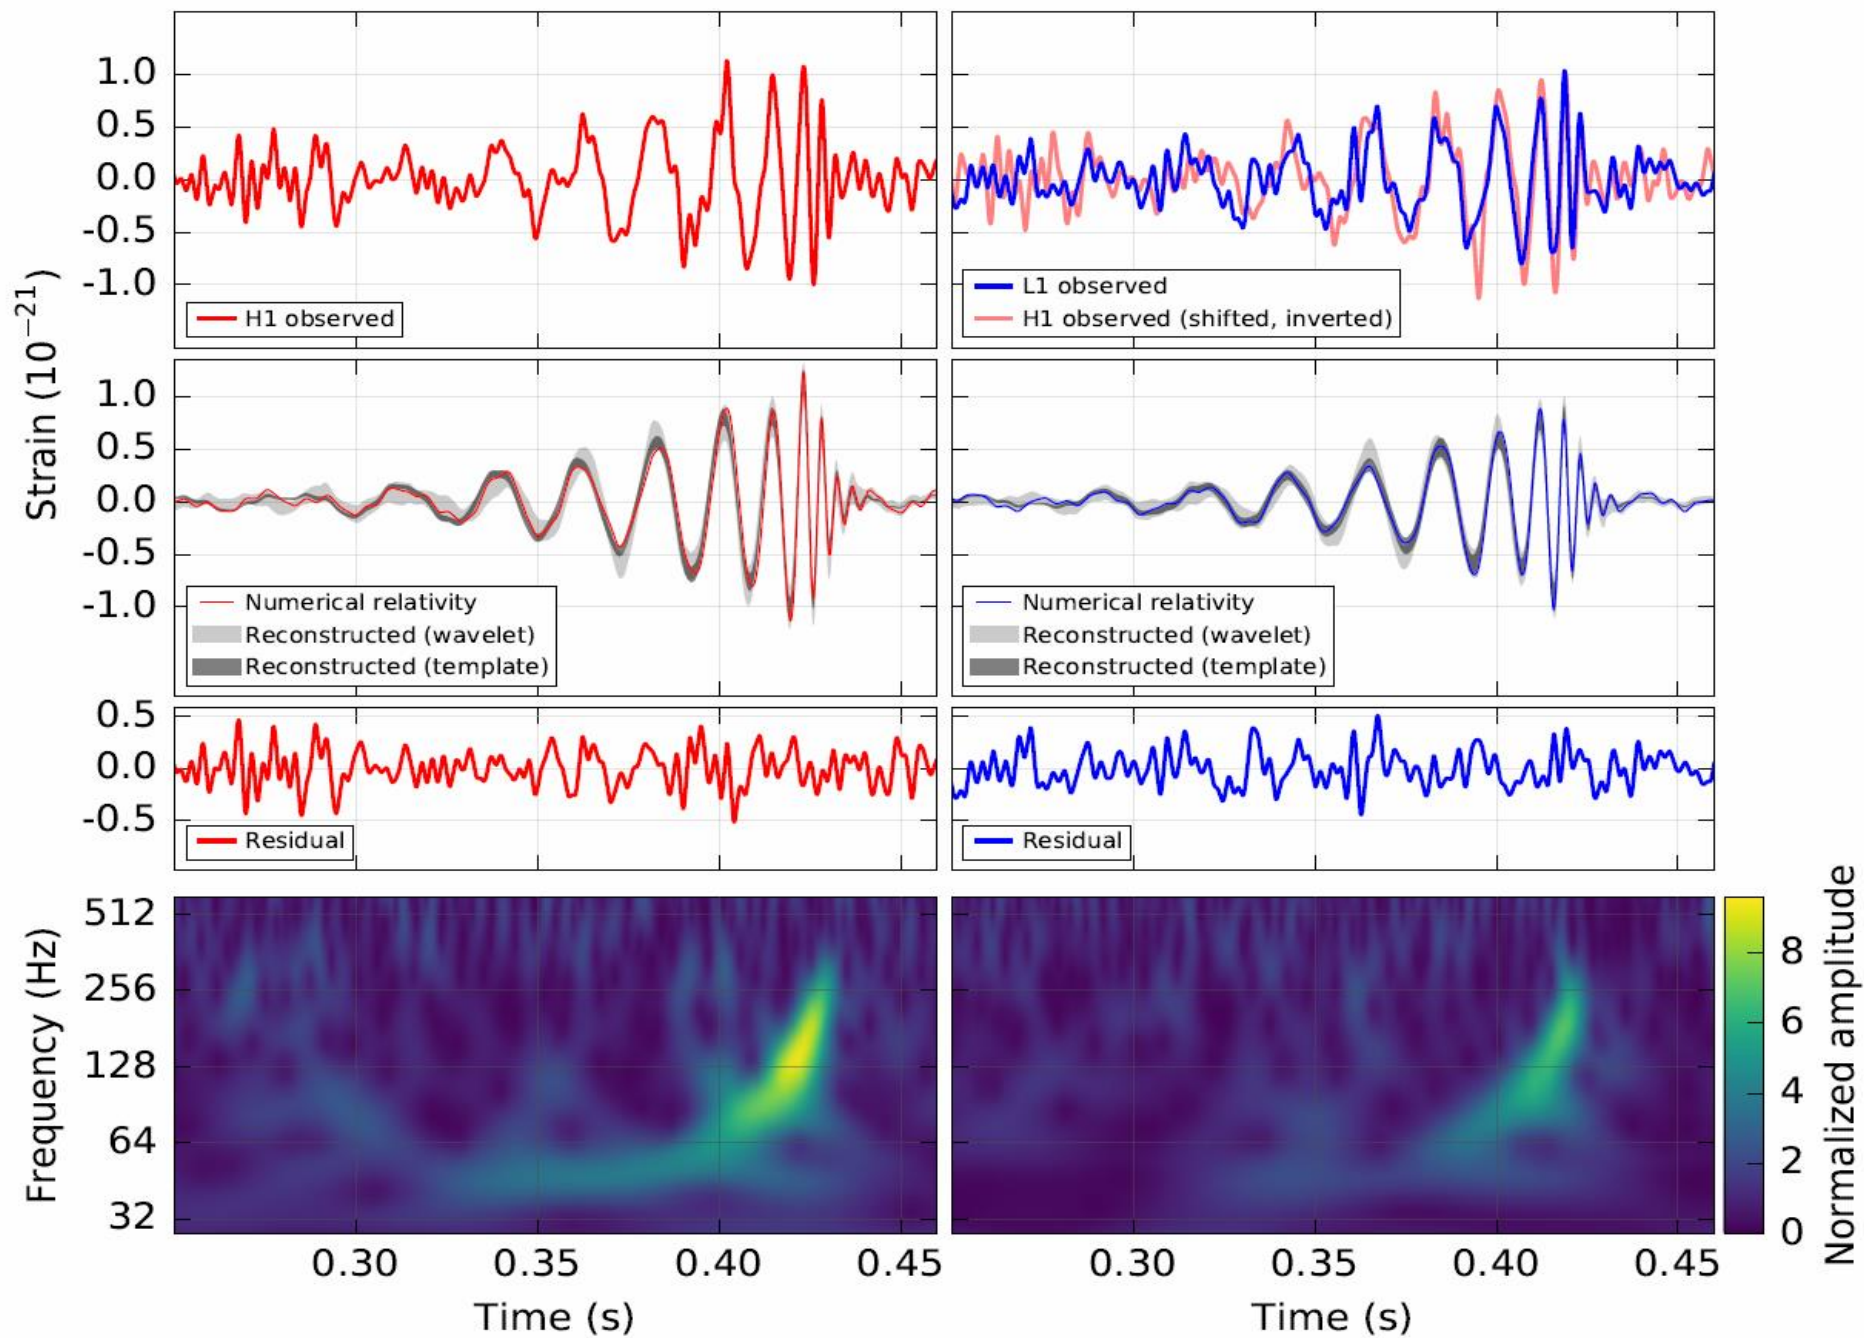 1.0
0.5
0.0
-0.5
-1.0
H1 observed
L1 observed
H1 observed (shifted, inverted)
Strain (10⁻²¹)
1.0
0.5
0.0
-0.5
-1.0
Numerical relativity
Reconstructed (wavelet)
Reconstructed (template)
Numerical relativity
Reconstructed (wavelet)
Reconstructed (template)
0.5
0.0
-0.5
Residual
Residual
Frequency (Hz)
512
256
128
64
32
Normalized amplitude
8
6
4
2
0
0.30 0.35 0.40 0.45
0.30 0.35 0.40 0.45
Time (s)
Time (s)